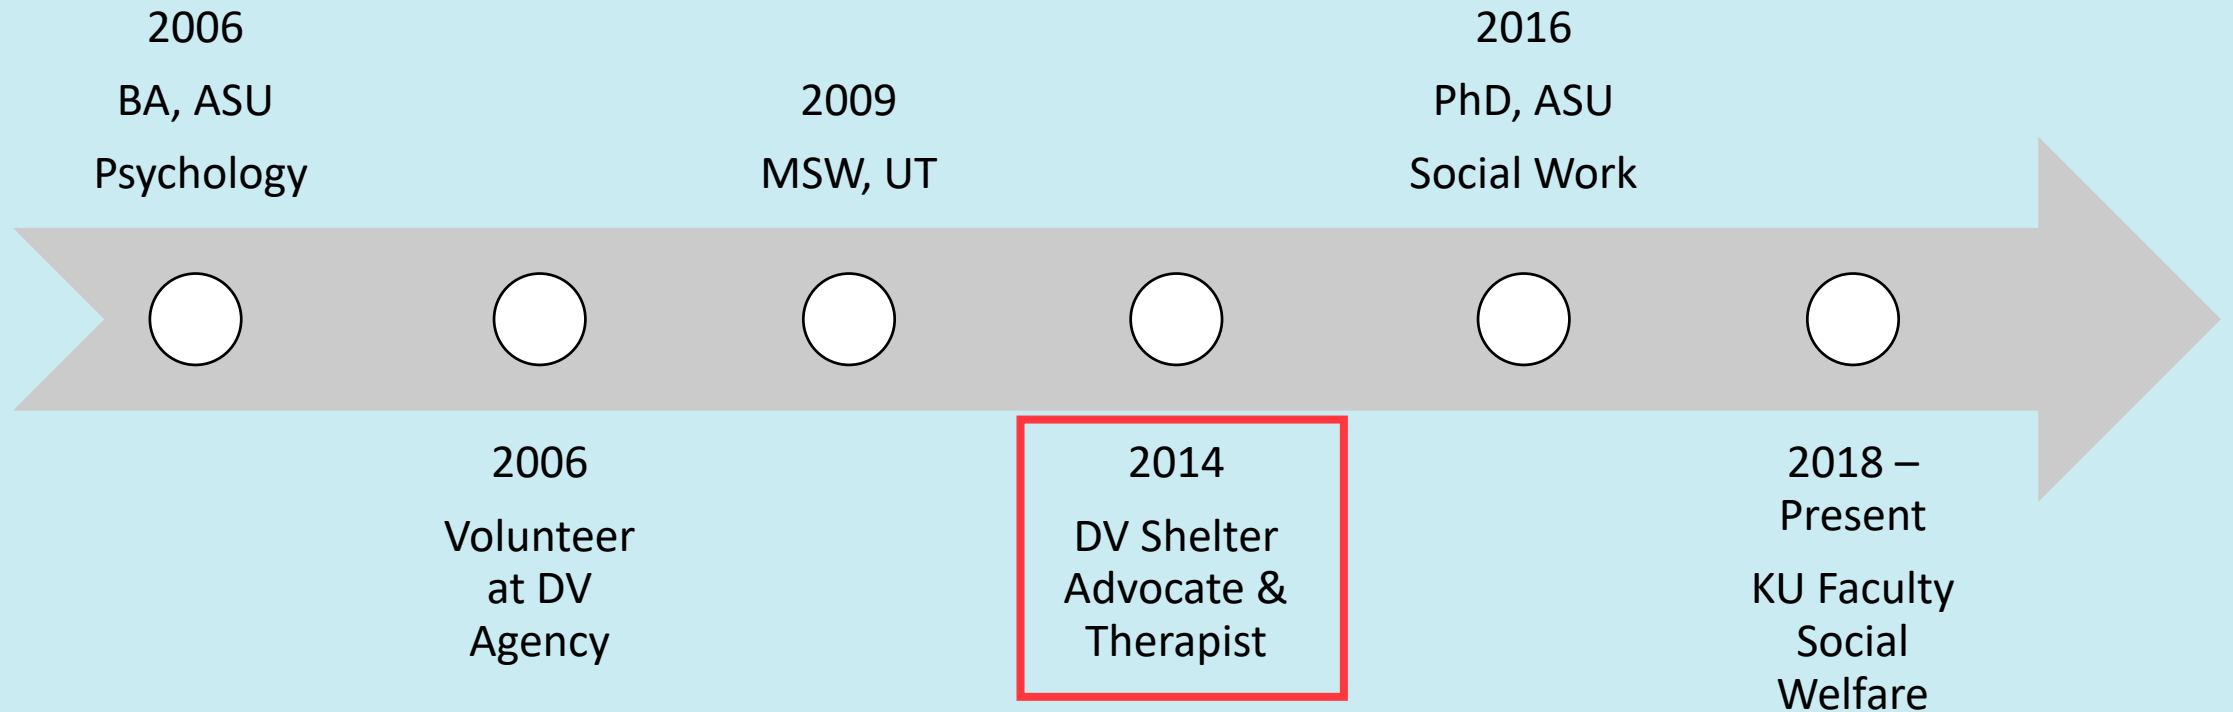 2006
BA, ASU
Psychology
2006
Volunteer
at DV
Agency
2009
MSW, UT
2014
DV Shelter
Advocate &
Therapist
2016
PhD, ASU
Social Work
2018 –
Present
KU Faculty
Social
Welfare